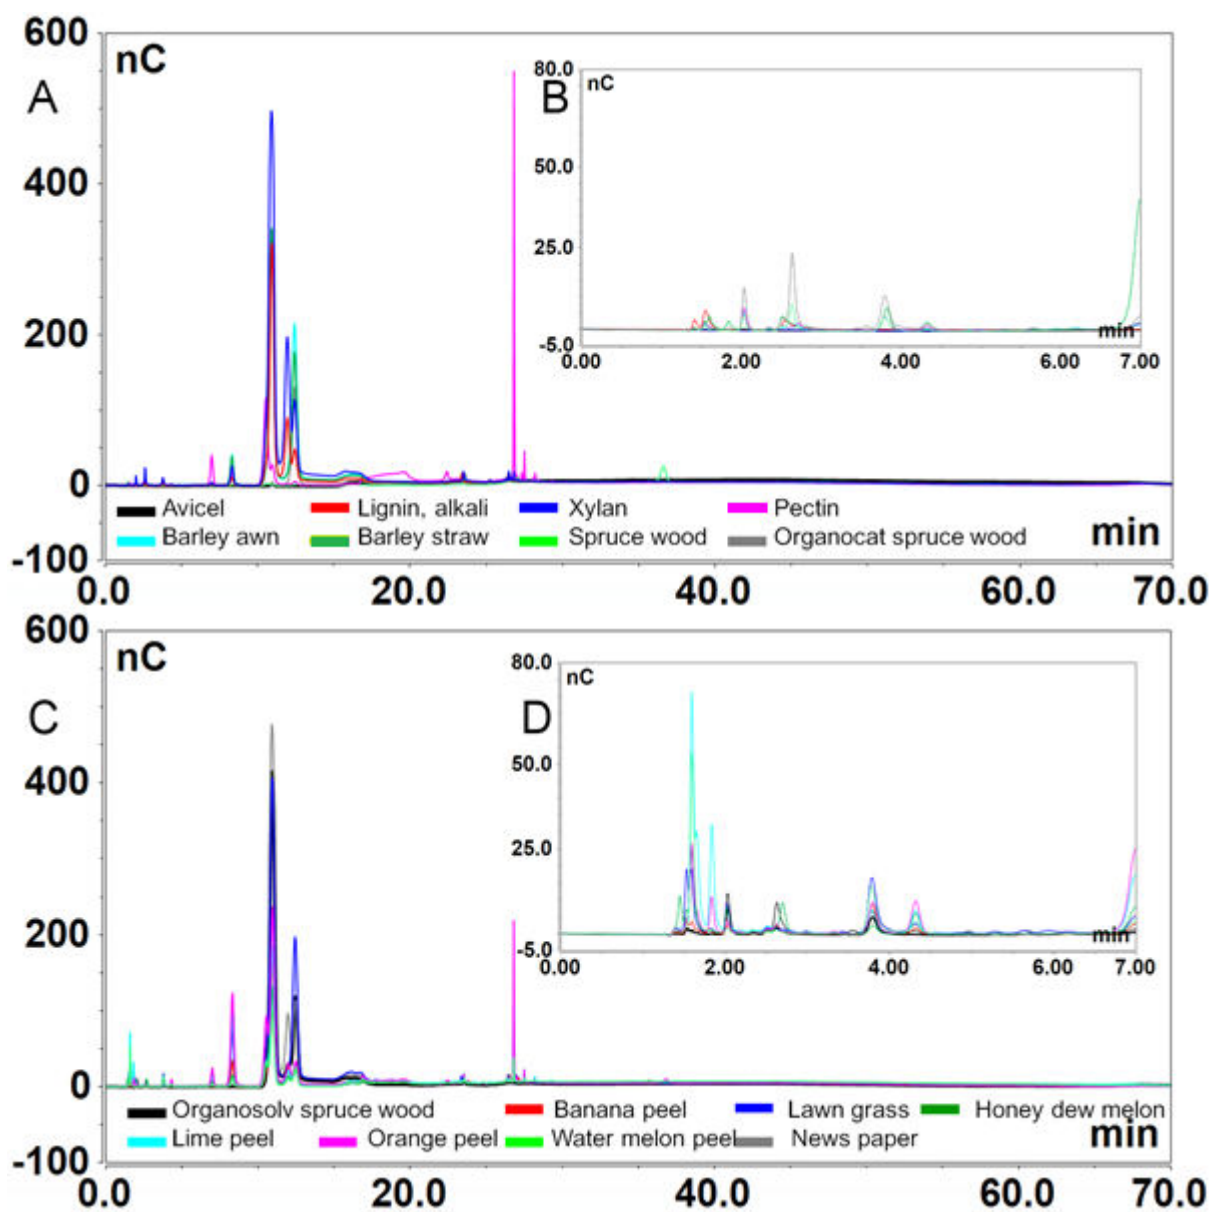 600
nC
A
400
200
0
-100
B
80.0
nC
50.0
25.0
-5.0
min
0.00 2.00 4.00 6.00 7.00
Avicel Lignin, alkali Xylan Pectin
Barley awn Barley straw Spruce wood Organocat spruce wood
min
0.0 20.0 40.0 60.0 70.0
600
nC
C
400
200
0
-100
D
80.0
nC
50.0
25.0
-5.0
min
0.00 2.00 4.00 6.00 7.00
Organosolv spruce wood Banana peel Lawn grass Honey dew melon
Lime peel Orange peel Water melon peel News paper
min
0.0 20.0 40.0 60.0 70.0